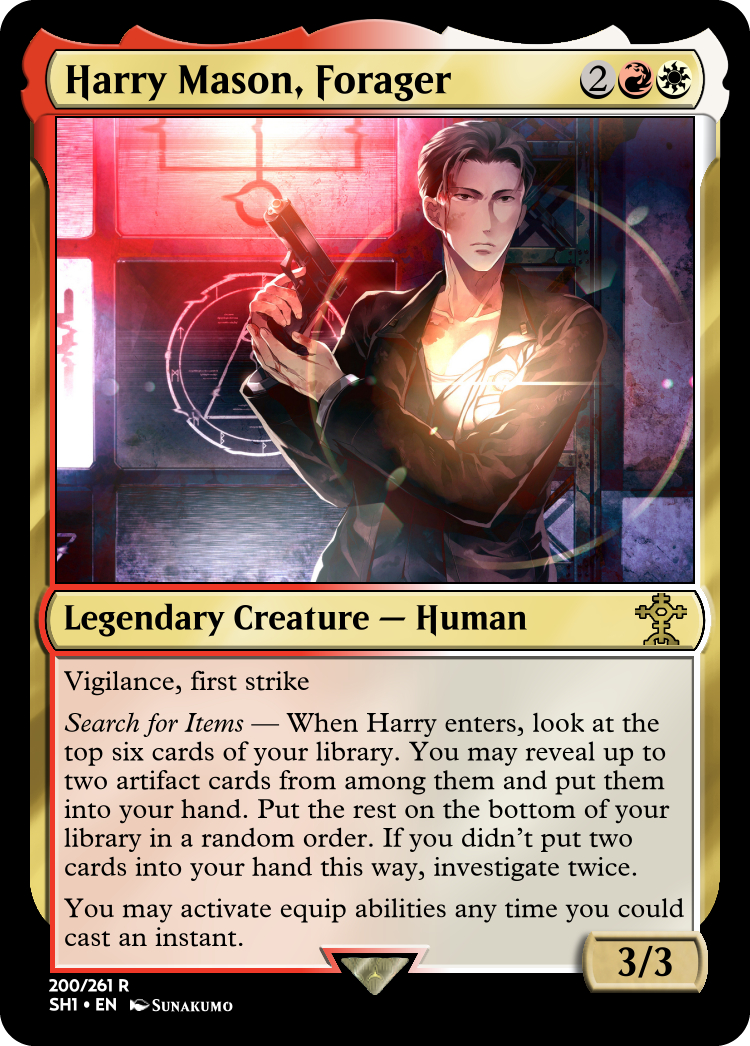 Harry Mason, Forager 2
Legendary Creature — Human
Vigilance, first strike
Search for Items — When Harry enters, look at the
top six cards of your library. You may reveal up to
two artifact cards from among them and put them
into your hand. Put the rest on the bottom of your
library in a random order. If you didn't put two
cards into your hand this way, investigate twice.
You may activate equip abilities any time you could
cast an instant.
3/3
200/261 R
SH1 • EN Sunakumo